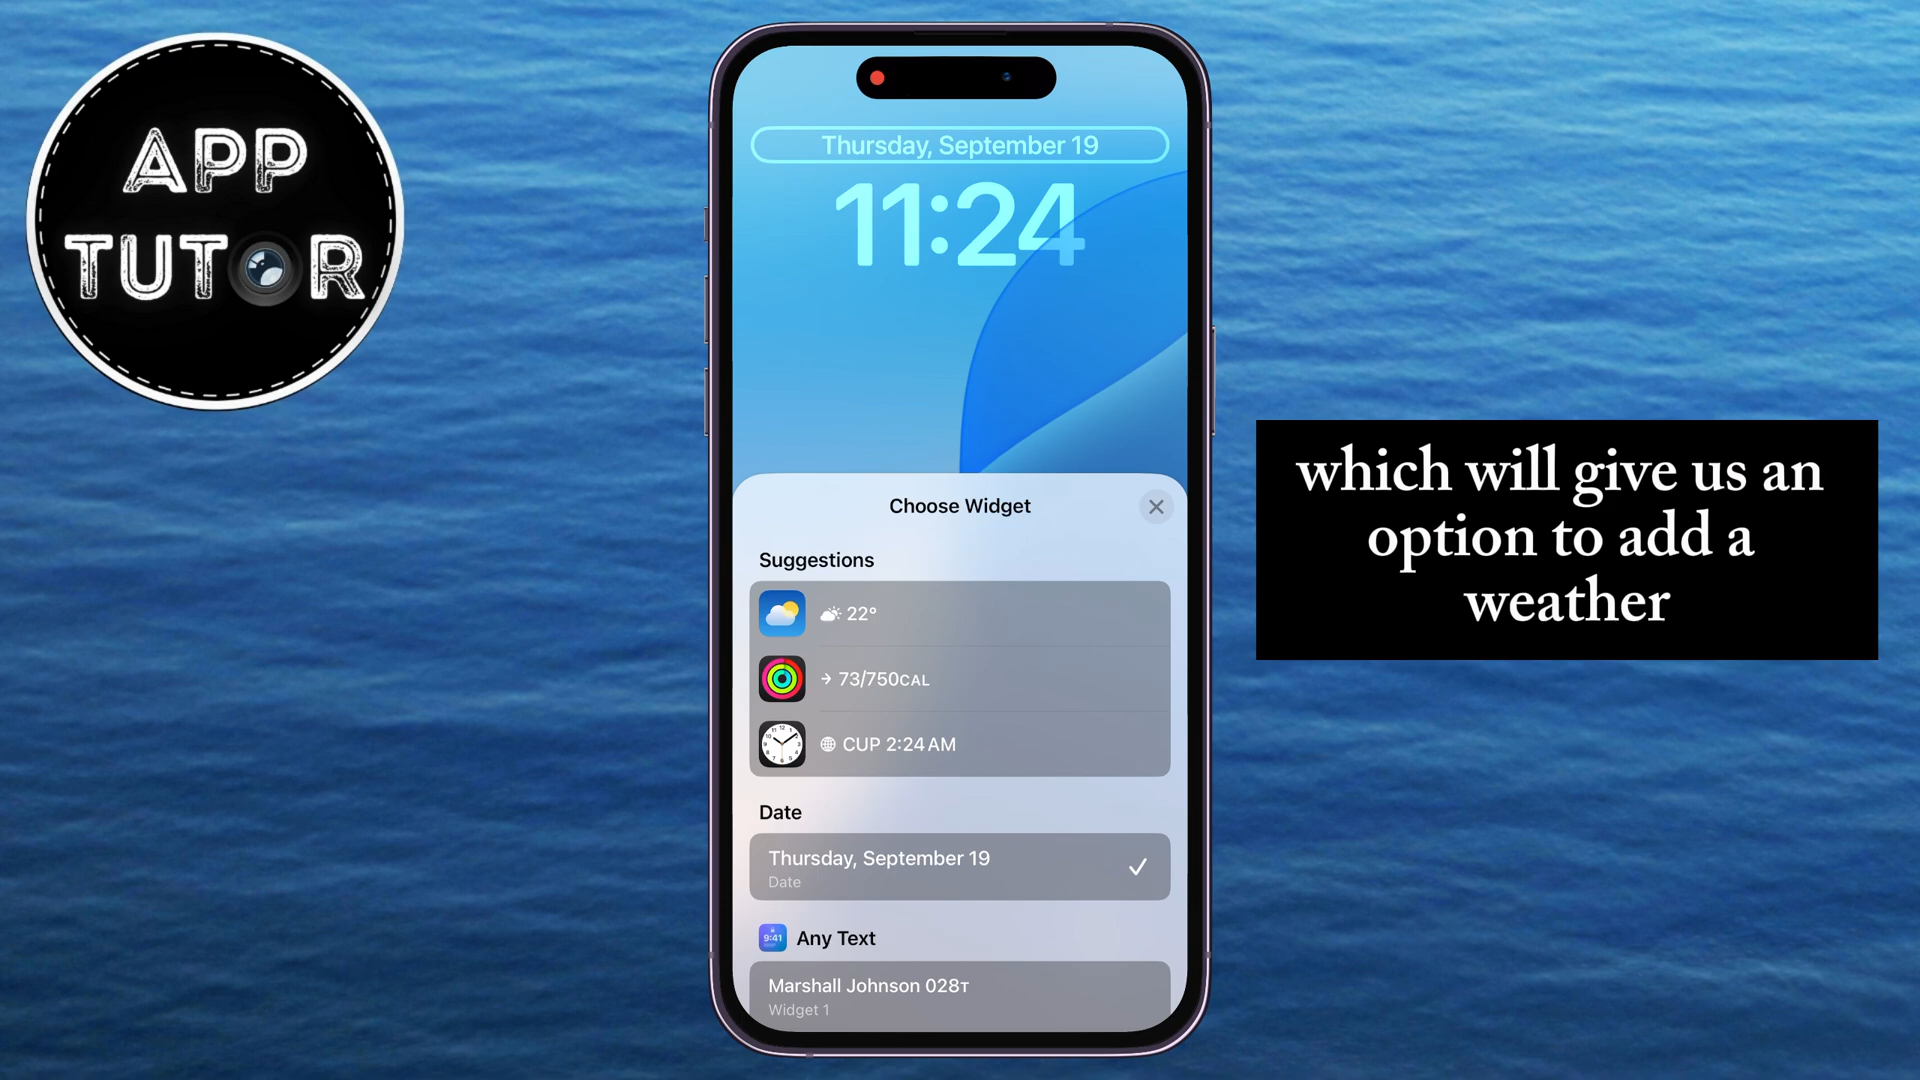 APP
TUTOR
Thursday, September 19
11:24
Choose Widget
Suggestions
22°
→ 73/750CAL
CUP 2:24AM
Date
Thursday, September 19
Date
9:41
Any Text
Marshall Johnson 028T
Widget 1
which will give us an
option to add a
weather